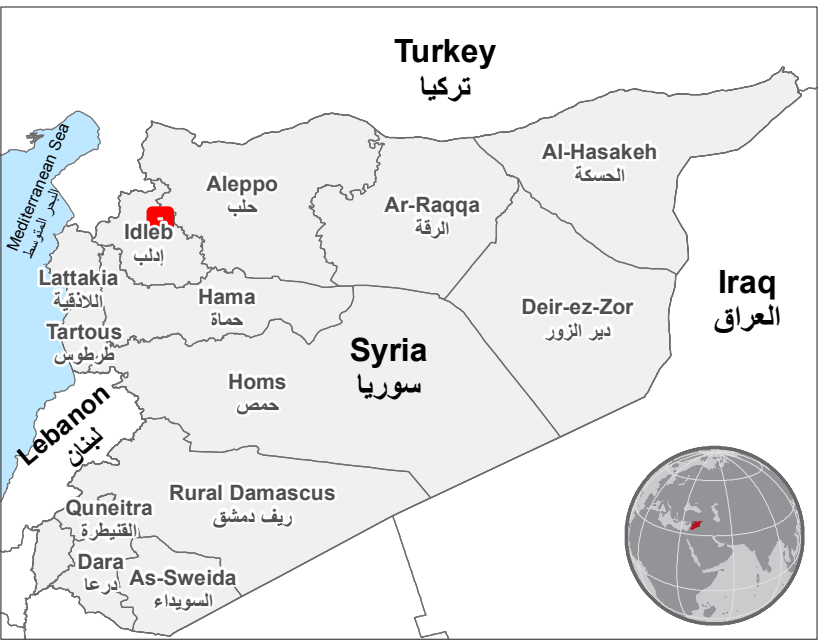 Turkey
تركيا
Mediterranean Sea
البحر المتوسط
Al-Hasakeh
الحسكة
Aleppo
حلب
Ar-Raqqa
الرقة
Idleb
إدلب
Lattakia
اللاذقية
Hama
حماة
Deir-ez-Zor
دير الزور
Iraq
العراق
Tartous
طرطوس
Syria
سوريا
Homs
حمص
Lebanon
لبنان
Rural Damascus
ريف دمشق
Quneitra
القنيطرة
Dara
درعا
As-Sweida
السويداء